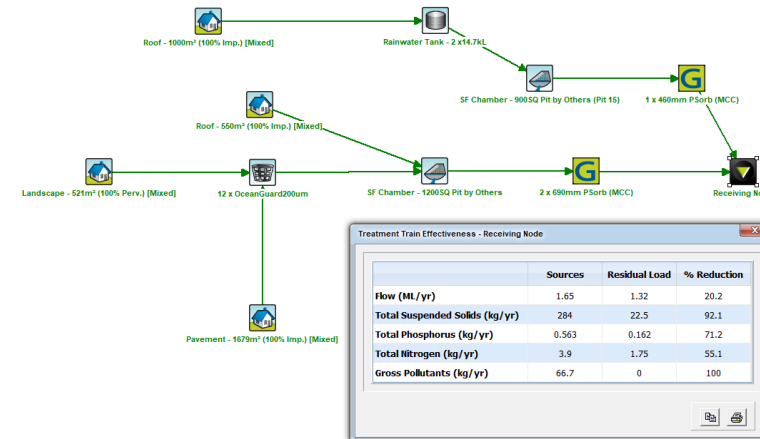 Roof - 1000m² (100% Imp.) [Mixed]
Rainwater Tank - 2 x14.7kL
SF Chamber - 900SQ Pit by Others (Pit 15)
G
1 x 460mm PSorb (MCC)
Roof - 550m² (100% Imp.) [Mixed]
Landscape - 521m² (100% Perv.) [Mixed]
12 x OceanGuard200um
SF Chamber - 1200SQ Pit by Others
G
2 x 690mm PSorb (MCC)
Receiving No
Pavement - 1679m² (100% Imp.) [Mixed]
Treatment Train Effectiveness - Receiving Node
Sources Residual Load % Reduction
Flow (ML/yr) 1.65 1.32 20.2
Total Suspended Solids (kg/yr) 284 22.5 92.1
Total Phosphorus (kg/yr) 0.563 0.162 71.2
Total Nitrogen (kg/yr) 3.9 1.75 55.1
Gross Pollutants (kg/yr) 66.7 0 100